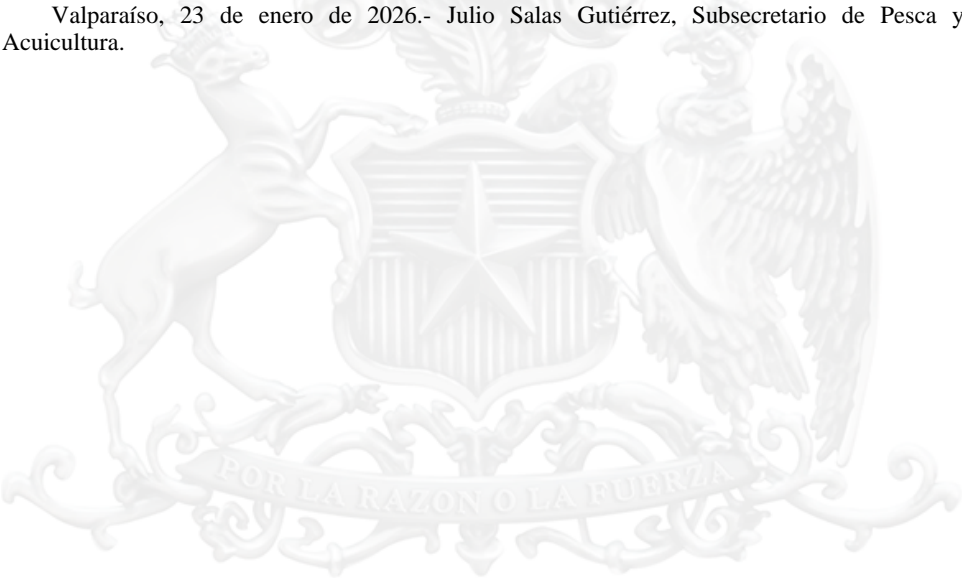 Valparaíso, 23 de enero de 2026.- Julio Salas Gutiérrez, Subsecretario de Pesca y
Acuicultura.
POR LA RAZON O LA FUERZA